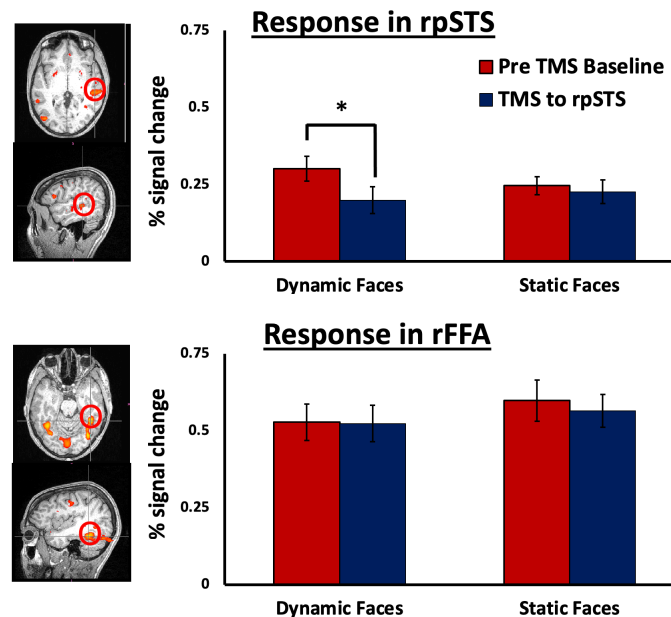 Response in rpSTS
0.75
Pre TMS Baseline
TMS to rpSTS
0.5
*
% signal change
0.25
0
Dynamic Faces Static Faces
Response in rFFA
0.75
% signal change
0.5
0.25
0
Dynamic Faces Static Faces